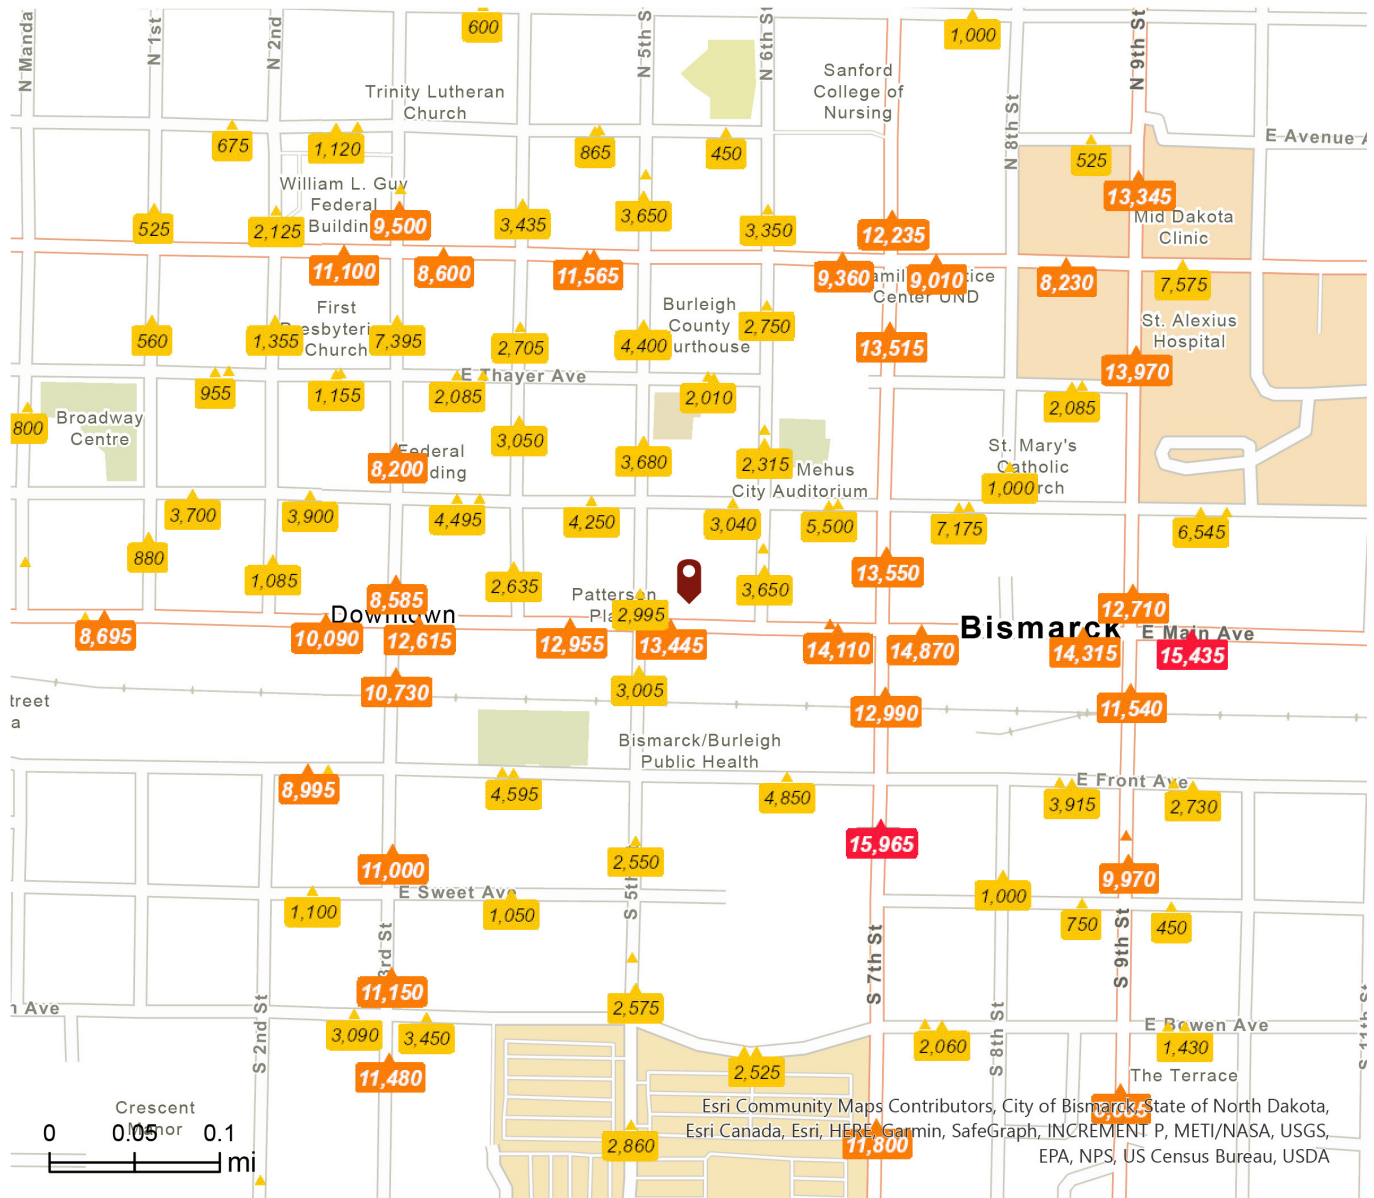 600
1,000
N Manda
N 1st
N 2nd
N 5th S
N 6th St
N 9th St
Sanford
College of
Nursing
Trinity Lutheran
Church
N 8th St
675
1,120
865
450
525
E Avenue A
William L. Guy
Federal
Buildin
13,345
Mid Dakota
Clinic
525
2,125
9,500
3,435
3,650
3,350
12,235
11,100
8,600
11,565
9,360
9,010
8,230
7,575
Center UND
First
Church
Burleigh
County
urthouse
St. Alexius
Hospital
560
1,355
7,395
2,705
4,400
2,750
13,515
13,970
E Thayer Ave
955
1,155
2,085
2,010
2,085
800
Broadway
Centre
3,050
Federal
ding
8,200
3,680
2,315
Mehus
City Auditorium
St. Mary's
Catholic
rch
1,000
3,700
3,900
4,495
4,250
3,040
5,500
7,175
6,545
880
1,085
2,635
3,650
13,550
8,585
Downtown
Patterson
Pla
2,995
12,710
Bismarck
E Main Ave
8,695
10,090
12,615
12,955
13,445
14,110
14,870
14,315
15,435
10,730
3,005
12,990
11,540
treet
a
Bismarck/Burleigh
Public Health
E Front Ave
8,995
4,595
4,850
3,915
2,730
15,965
11,000
2,550
9,970
E Sweet Ave
S 5th
1,100
1,050
1,000
750
450
3rd St
S 7th St
S 9th St
11,150
2,575
n Ave
S 2nd St
3,090
3,450
2,060
S 8th St
E Bowen Ave
1,430
S 11th St
11,480
2,525
The Terrace
Crescent
Manor
2,860
11,800
Esri Community Maps Contributors, City of Bismarck, State of North Dakota,
Esri Canada, Esri, HERE, Garmin, SafeGraph, INCREMENT P, METI/NASA, USGS,
EPA, NPS, US Census Bureau, USDA
0 0.05 0.1
mi